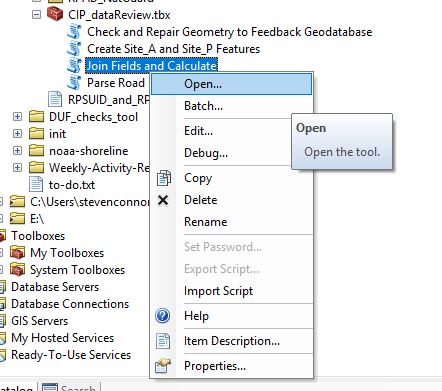 CIP_dataReview.tbx
Check and Repair Geometry to Feedback Geodatabase
Create Site_A and Site_P Features
Join Fields and Calculate
Parse Road
Open...
Batch...
RPSUID_and_RP
Edit...
Open
Open the tool.
DUF_checks_tool
init
Debug...
noaa-shoreline
Weekly-Activity-Re
Copy
to-do.txt
Delete
C:\Users\stevenconnor
Rename
E:\
Toolboxes
Set Password...
My Toolboxes
Export Script...
System Toolboxes
Import Script
Database Servers
Database Connections
Help
GIS Servers
My Hosted Services
Item Description...
Ready-To-Use Services
Properties...
Search